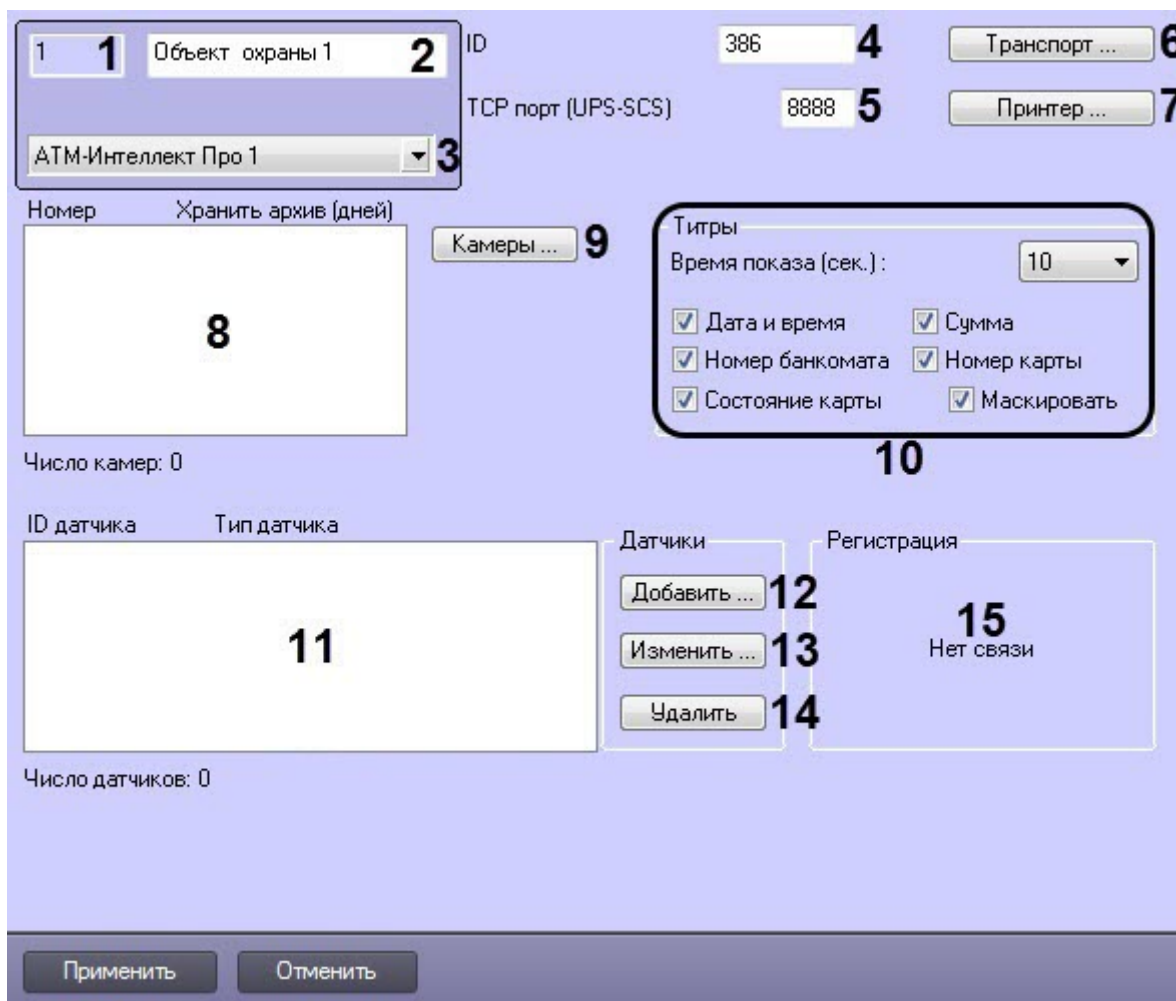 1 1 Объект охраны 1 2 ID 386 4 Транспорт ... 6
TCP порт (UPS-SCS) 8888 5 Принтер ... 7
АТМ-Интеллект Про 1 3
Номер Хранить архив (дней)
Камеры ... 9
8
Титры
Время показа (сек.) : 10
Дата и время Сумма
Номер банкомата Номер карты
Состояние карты Маскировать
10
Число камер: 0
ID датчика Тип датчика
11
Датчики
Добавить ... 12
Изменить ... 13
Удалить 14
Регистрация
15
Нет связи
Число датчиков: 0
Применить Отменить